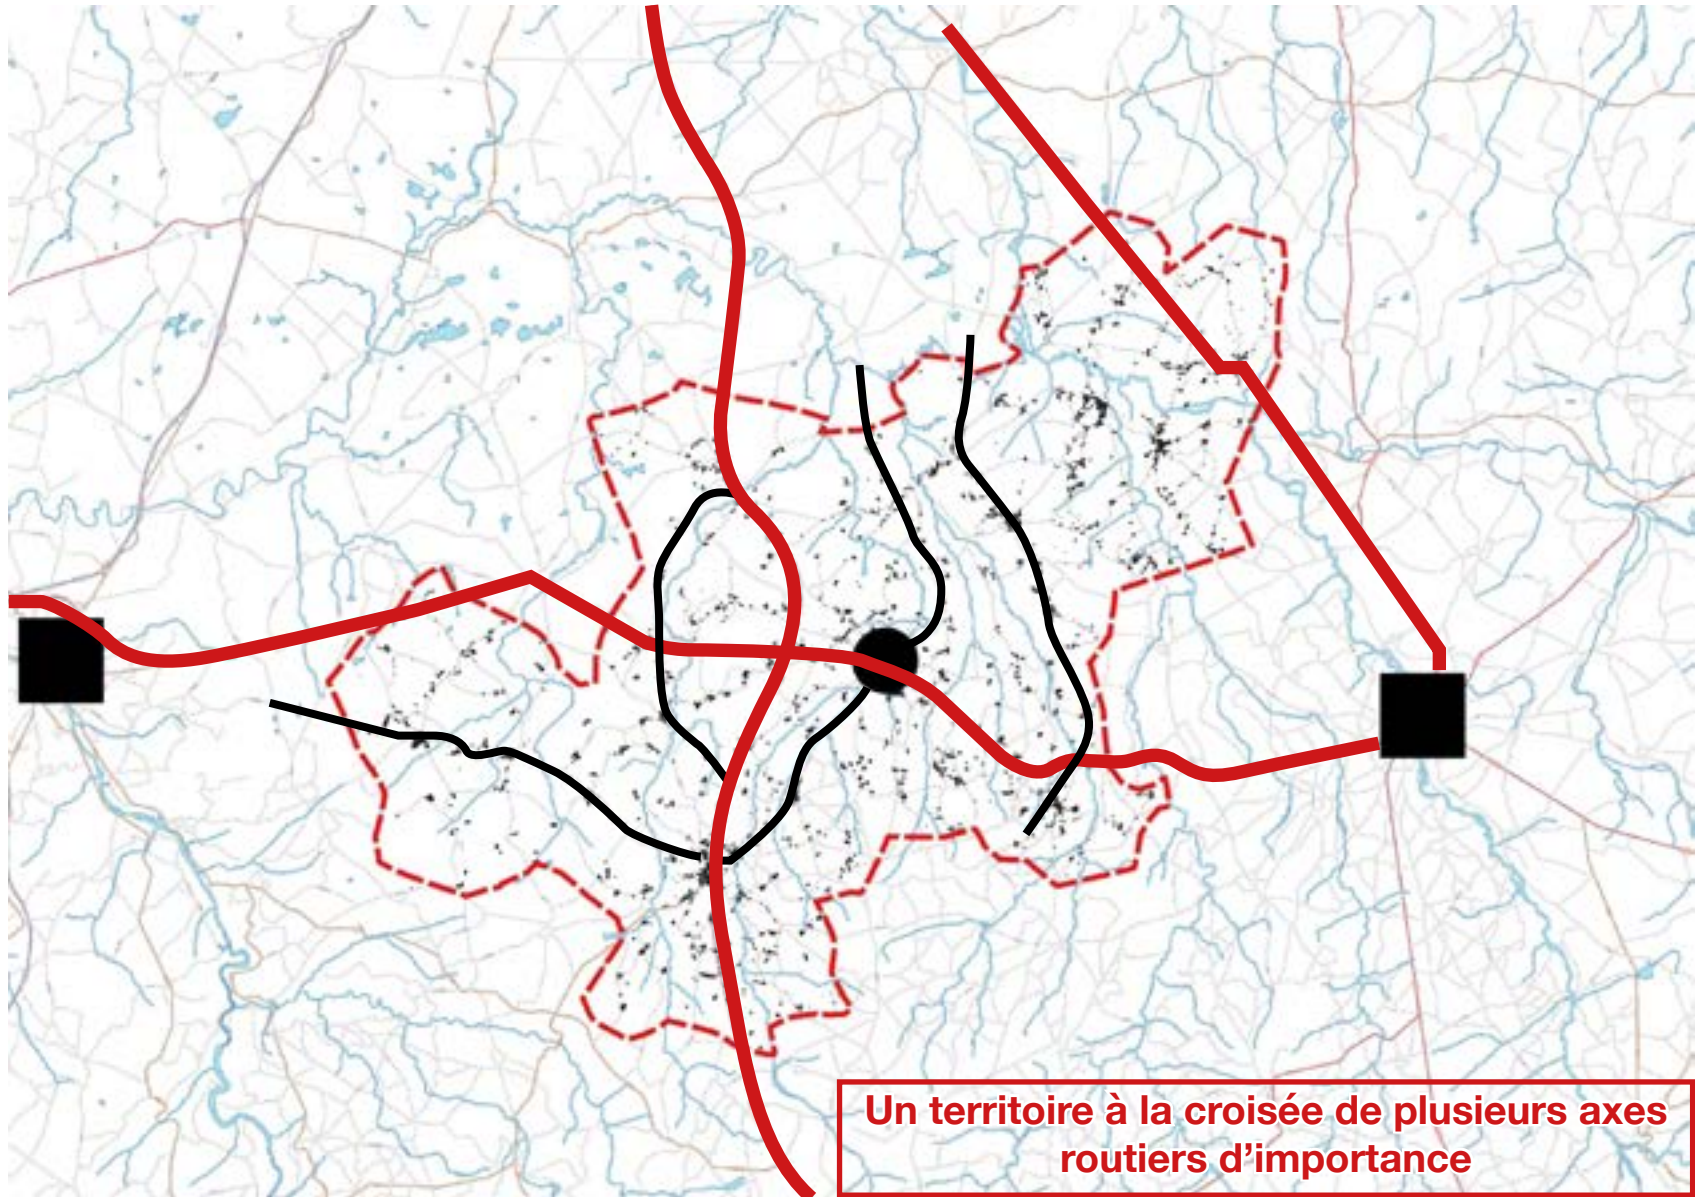 Un territoire à la croisée de plusieurs axes
routiers d’importance